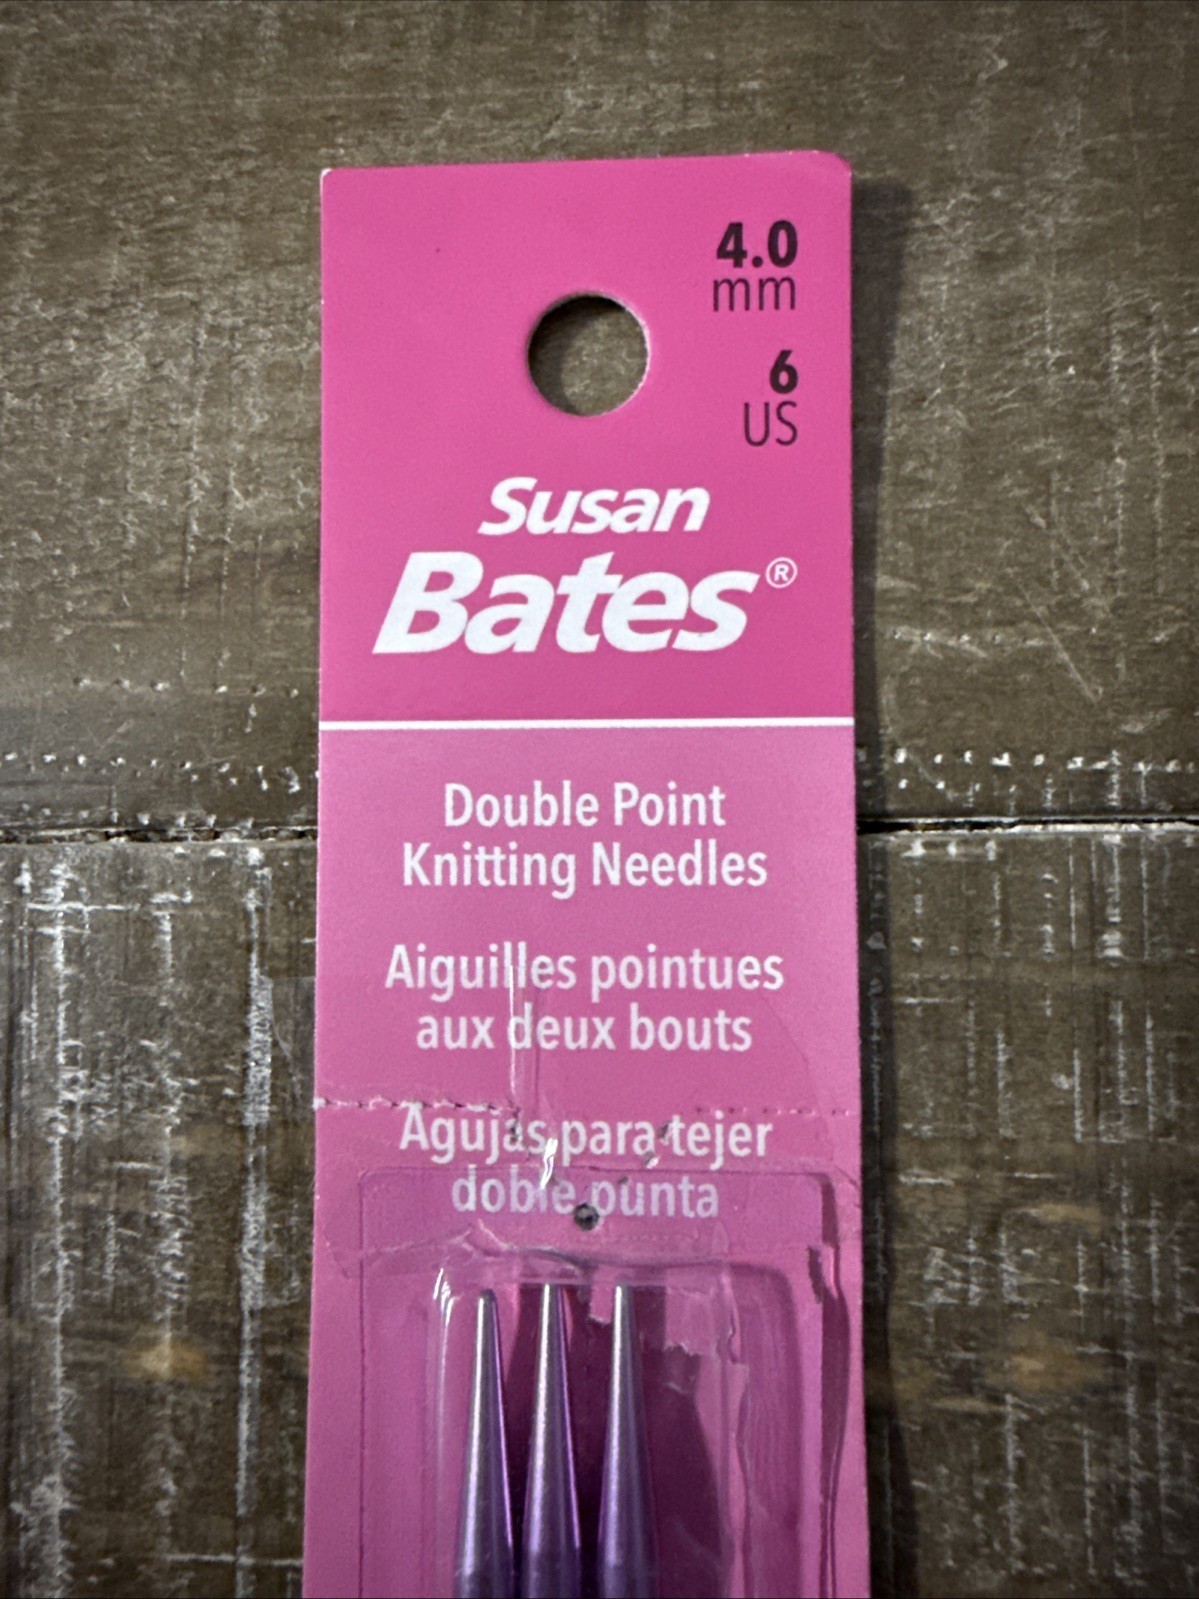 4.0
mm
6
US
Susan
Bates®
Double Point
Knitting Needles
Aiguilles pointues
aux deux bouts
Agujas para tejer
doble punta